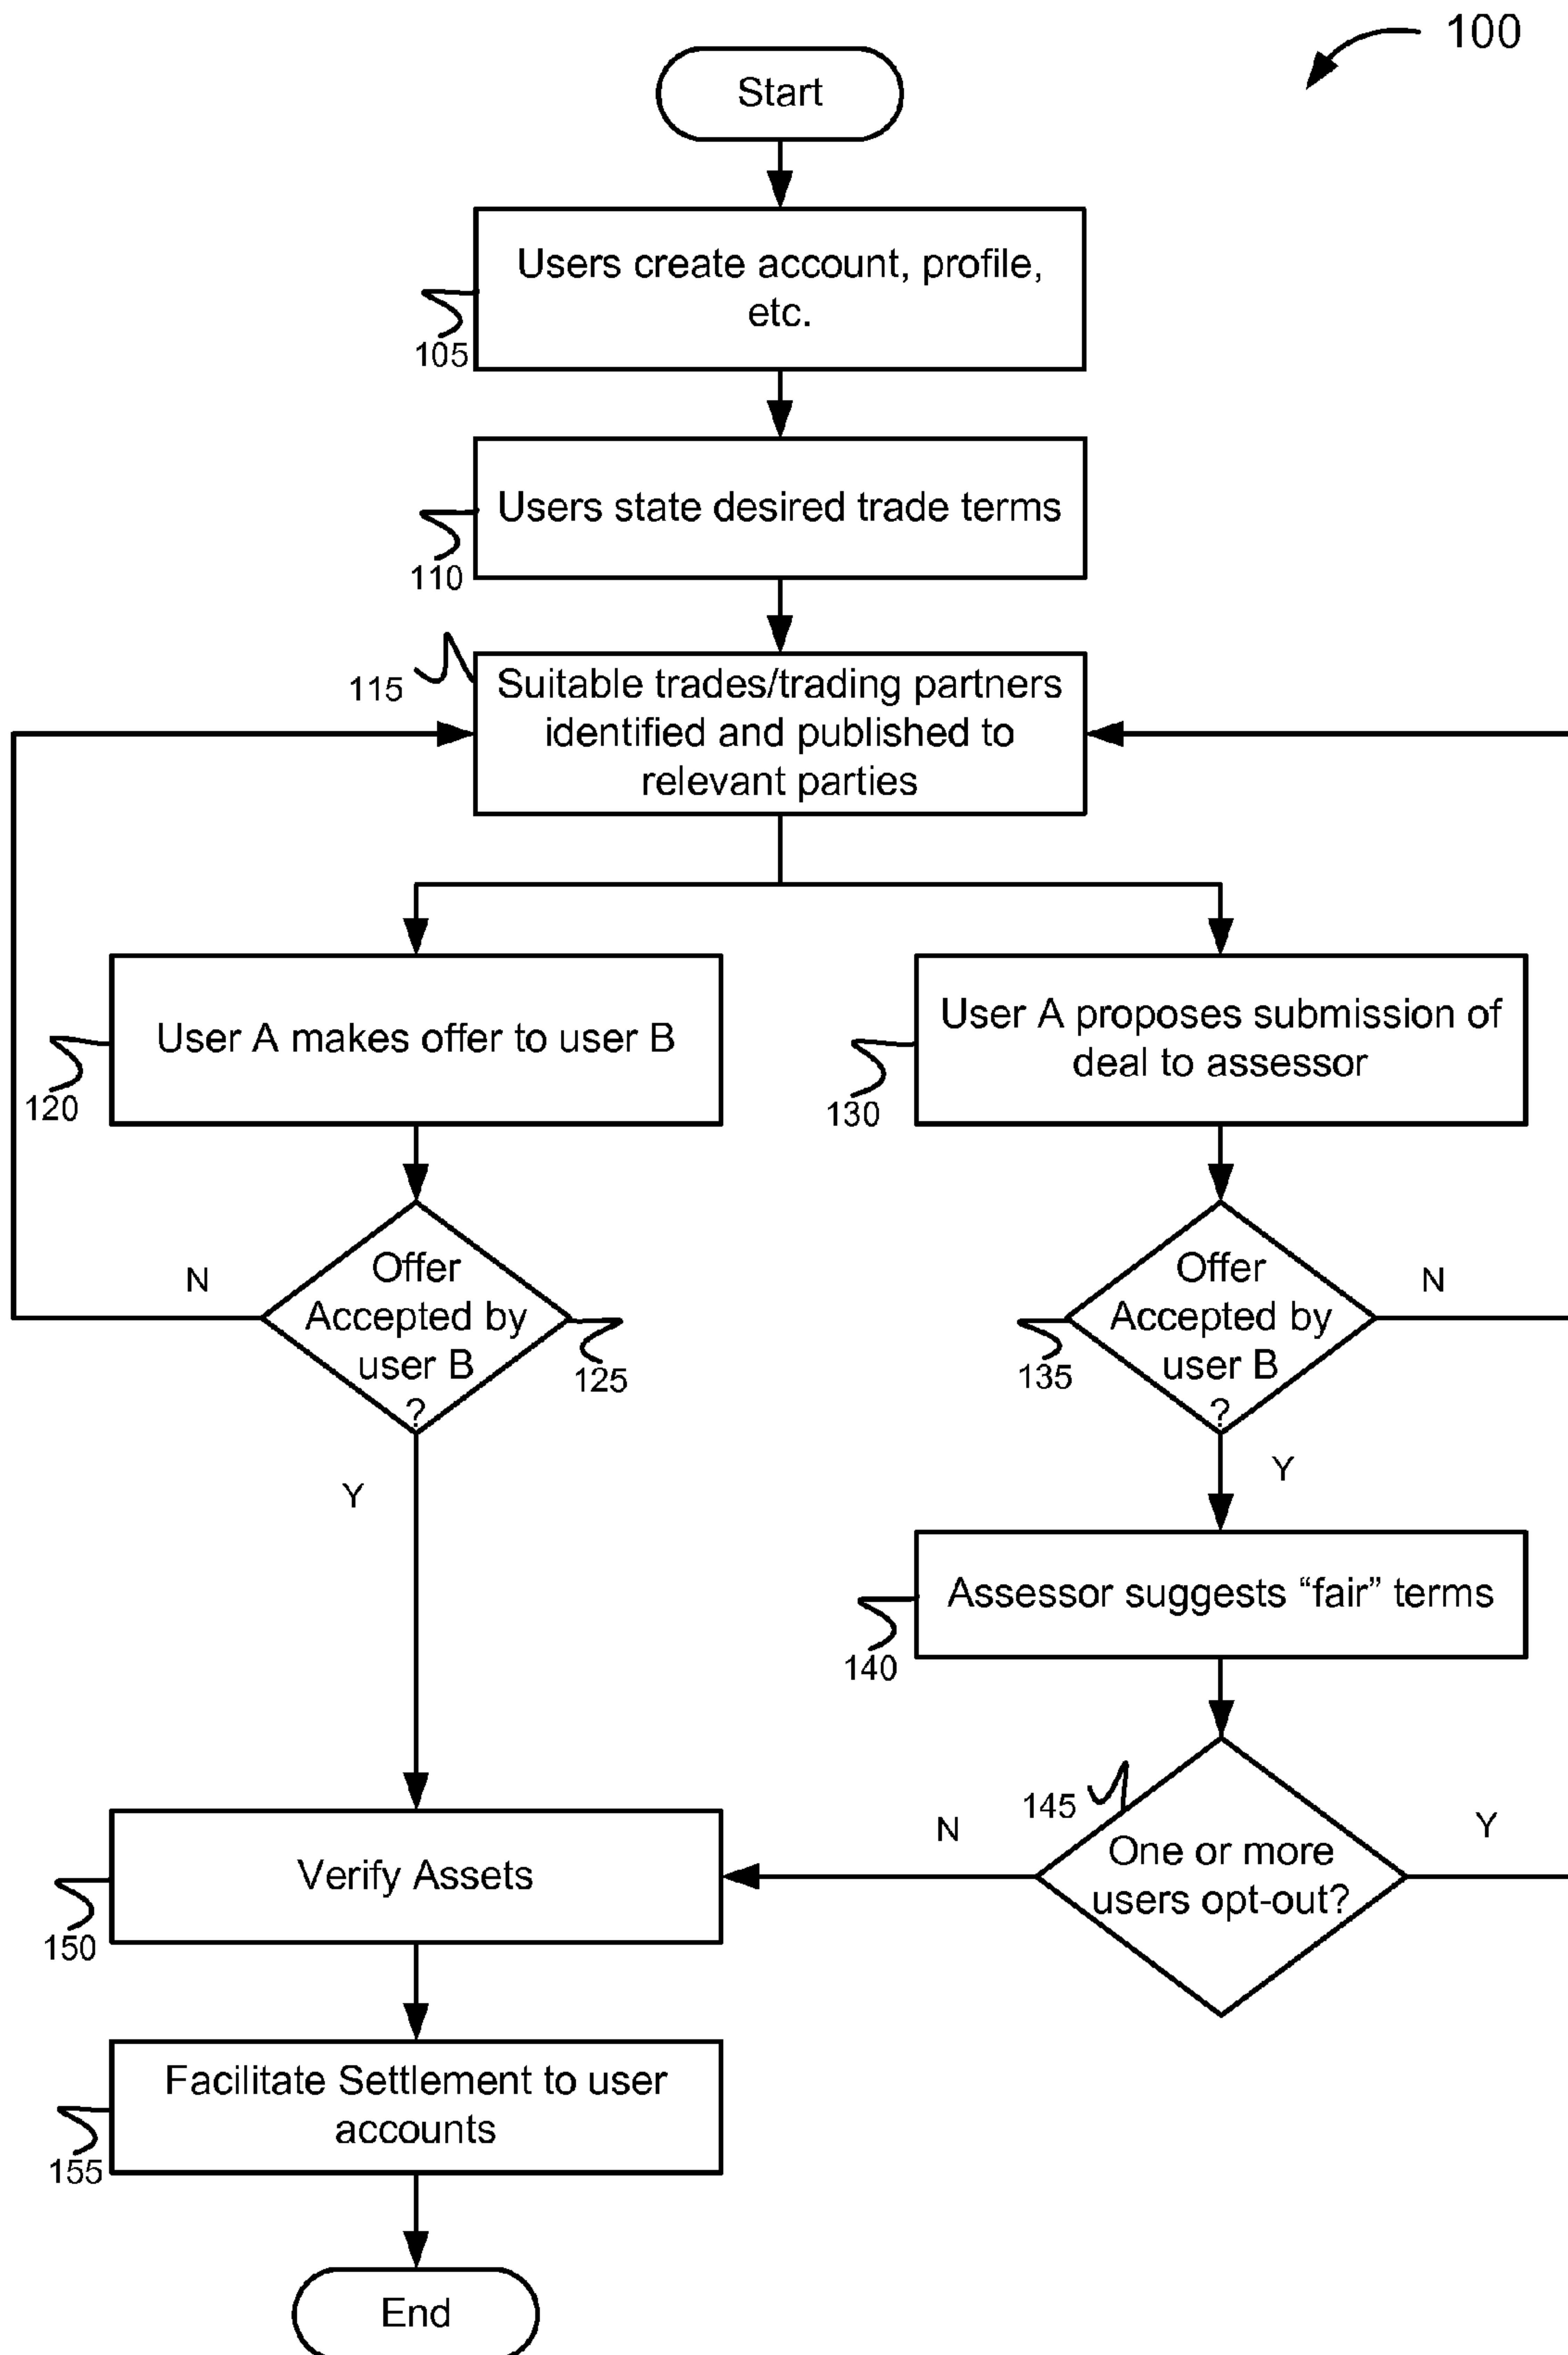 100
Start
Users create account, profile,
etc.
105
Users state desired trade terms
110
115
Suitable trades/trading partners
identified and published to
relevant parties
User A makes offer to user B
120
User A proposes submission of
deal to assessor
130
Offer
Accepted by
user B
?
N
125
Y
Offer
Accepted by
user B
?
N
135
Y
Assessor suggests “fair” terms
140
145
One or more
users opt-out?
N
Y
Verify Assets
150
Facilitate Settlement to user
accounts
155
End